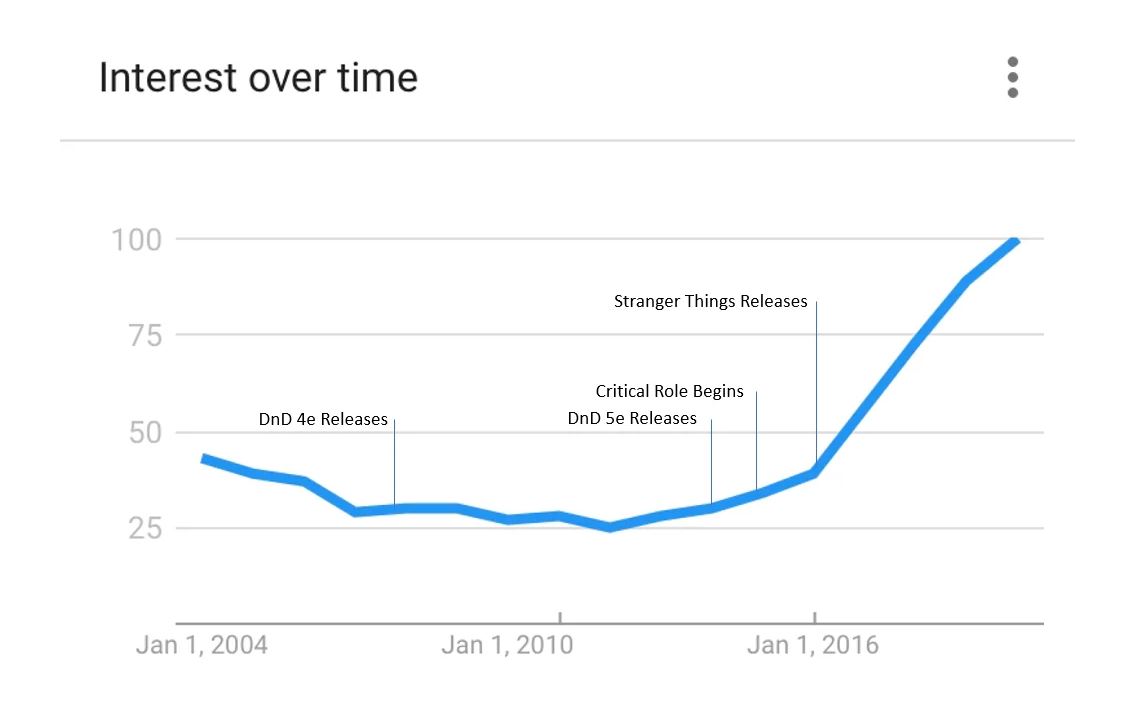 Interest over time
100
Stranger Things Releases
75
Critical Role Begins
DnD 4e Releases
DnD 5e Releases
50
25
Jan 1, 2004
Jan 1, 2010
Jan 1, 2016